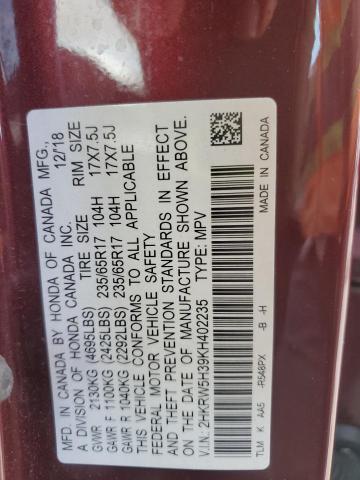 MFD. IN CANADA BY HONDA OF CANADA MFG.,
A DIVISION OF HONDA CANADA INC. 12/18
TIRE SIZE RIM SIZE
GVWR 2130KG (4695LBS)
GAWR F 1100KG (2425LBS) 235/65R17 104H 17X7.5J
GAWR R 1040KG (2292LBS) 235/65R17 104H 17X7.5J
THIS VEHICLE CONFORMS TO ALL APPLICABLE
FEDERAL MOTOR VEHICLE SAFETY
AND THEFT PREVENTION STANDARDS IN EFFECT
ON THE DATE OF MANUFACTURE SHOWN ABOVE.
V.I.N: 2HKRW5H39KH402235 TYPE: MPV
TLM K AA5 -R548PX -B -H MADE IN CANADA